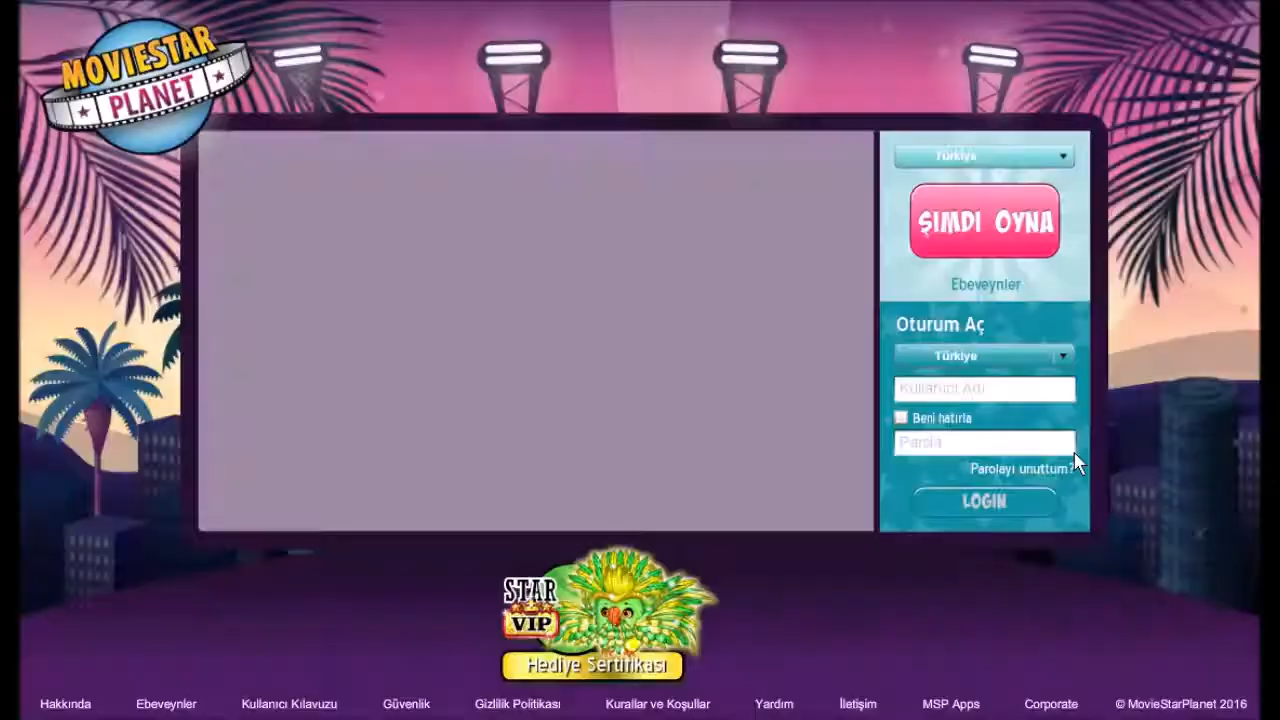 MOVIESTAR
PLANET
Türkiye
ŞIMDI OYNA
Ebeveynler
Oturum Aç
Türkiye
Kullanıcı Adı
Beni hatırla
Parola
Parolayı unuttum?
LOGIN
STAR
VIP
Hediye Sertifikası
Hakkında Ebeveynler Kullanıcı Kılavuzu Güvenlik Gizlilik Politikası Kurallar ve Koşullar Yardım İletişim MSP Apps Corporate © MovieStarPlanet 2016